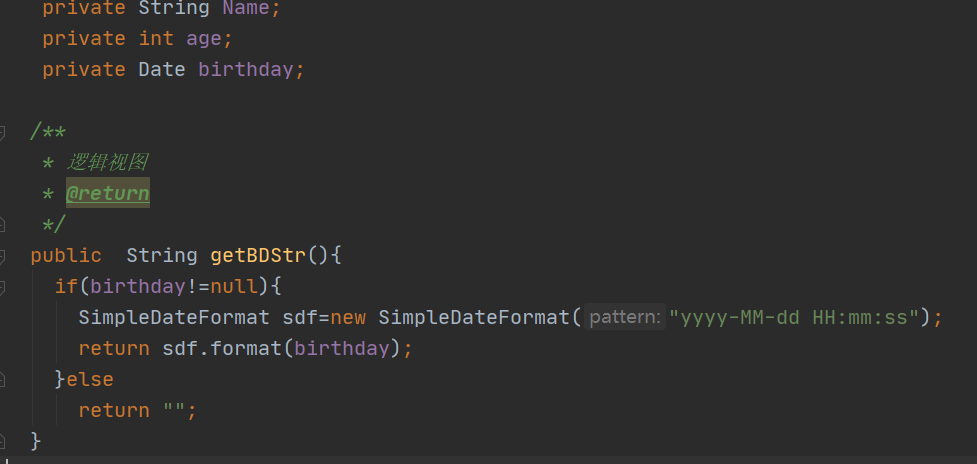 private String Name;
private int age;
private Date birthday;
/**
* 逻辑视图
* @return
*/
public  String getBDStr(){
if(birthday!=null){
SimpleDateFormat sdf=new SimpleDateFormat( pattern: "yyyy-MM-dd HH:mm:ss");
return sdf.format(birthday);
}else
return "";
}